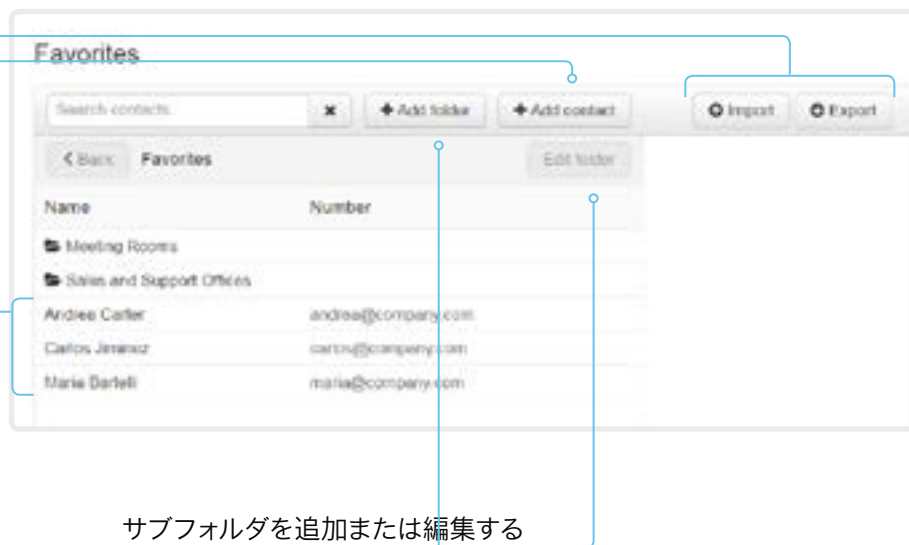 Favorites
Search contacts x +Add folder +Add contact Import Export
Back Favorites Edit folder
Name Number
Meeting Rooms
Sales and Support Offices
Andrea Carter andrea@company.com
Carlos Jiminez carlos@company.com
Maria Bartelli maria@company.com
サブフォルダを追加または編集する